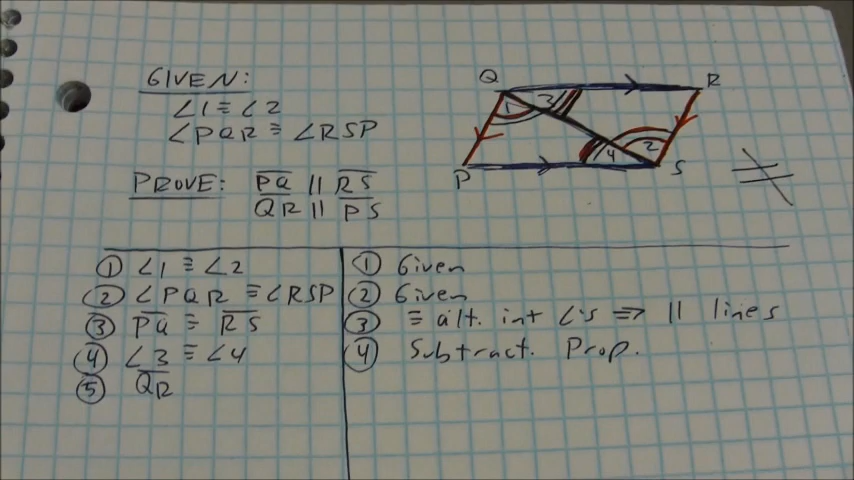 GIVEN:
∠1 ≅ ∠2
∠PQR ≅ ∠RSP
PROVE: PQ || RS
QR || PS
Q R
1 3
4 2
P S
① ∠1 ≅ ∠2 ① Given
② ∠PQR ≅ ∠RSP ② Given
③ PQ ≅ RS ③ ≅ alt. int ∠'s ⇒ || lines
④ ∠3 ≅ ∠4 ④ Subtract. Prop.
⑤ QR